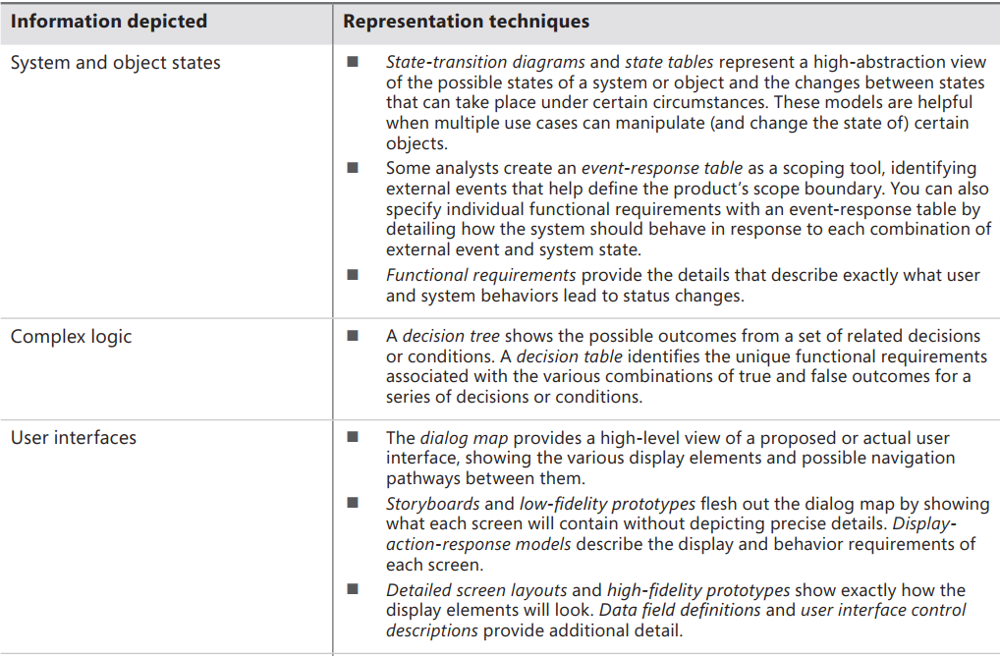 Information depicted
Representation techniques
System and object states
■ State-transition diagrams and state tables represent a high-abstraction view
of the possible states of a system or object and the changes between states
that can take place under certain circumstances. These models are helpful
when multiple use cases can manipulate (and change the state of) certain
objects.
■ Some analysts create an event-response table as a scoping tool, identifying
external events that help define the product’s scope boundary. You can also
specify individual functional requirements with an event-response table by
detailing how the system should behave in response to each combination of
external event and system state.
■ Functional requirements provide the details that describe exactly what user
and system behaviors lead to status changes.
Complex logic
■ A decision tree shows the possible outcomes from a set of related decisions
or conditions. A decision table identifies the unique functional requirements
associated with the various combinations of true and false outcomes for a
series of decisions or conditions.
User interfaces
■ The dialog map provides a high-level view of a proposed or actual user
interface, showing the various display elements and possible navigation
pathways between them.
■ Storyboards and low-fidelity prototypes flesh out the dialog map by showing
what each screen will contain without depicting precise details. Display-
action-response models describe the display and behavior requirements of
each screen.
■ Detailed screen layouts and high-fidelity prototypes show exactly how the
display elements will look. Data field definitions and user interface control
descriptions provide additional detail.